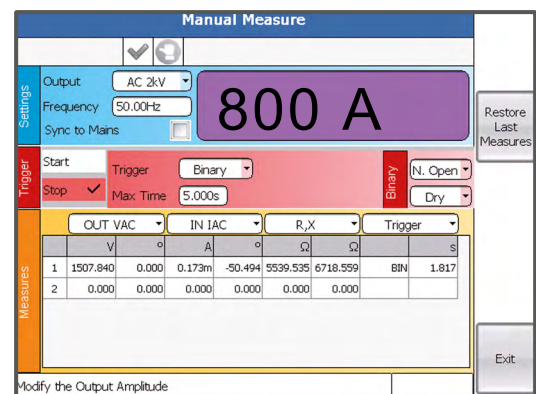 Manual Measure
Settings
Output AC 2kV
Frequency 50.00Hz
Sync to Mains
800 A
Restore
Last
Measures
Trigger
Start
Stop
Trigger Binary
Max Time 5.000s
Binary
N. Open
Dry
Measures
OUT VAC IN IAC R,X Trigger
V ° A ° Ω Ω s
1 1507.840 0.000 0.173m -50.494 5539.535 6718.559 BIN 1.817
2 0.000 0.000 0.000 0.000 0.000 0.000
Exit
Modify the Output Amplitude